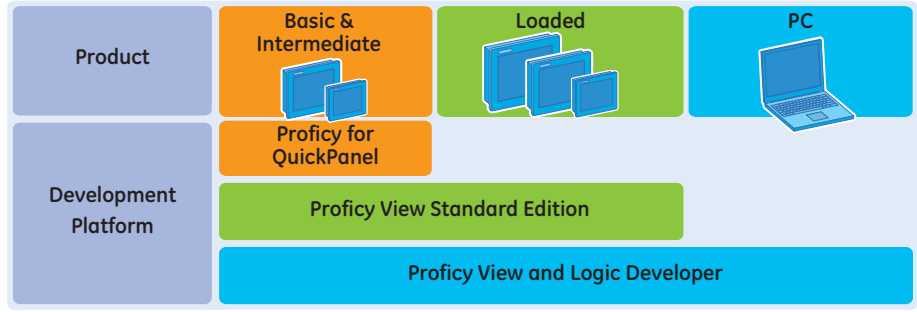 Product
Basic &
Intermediate
Loaded
PC
Development
Platform
Proficy for
QuickPanel
Proficy View Standard Edition
Proficy View and Logic Developer